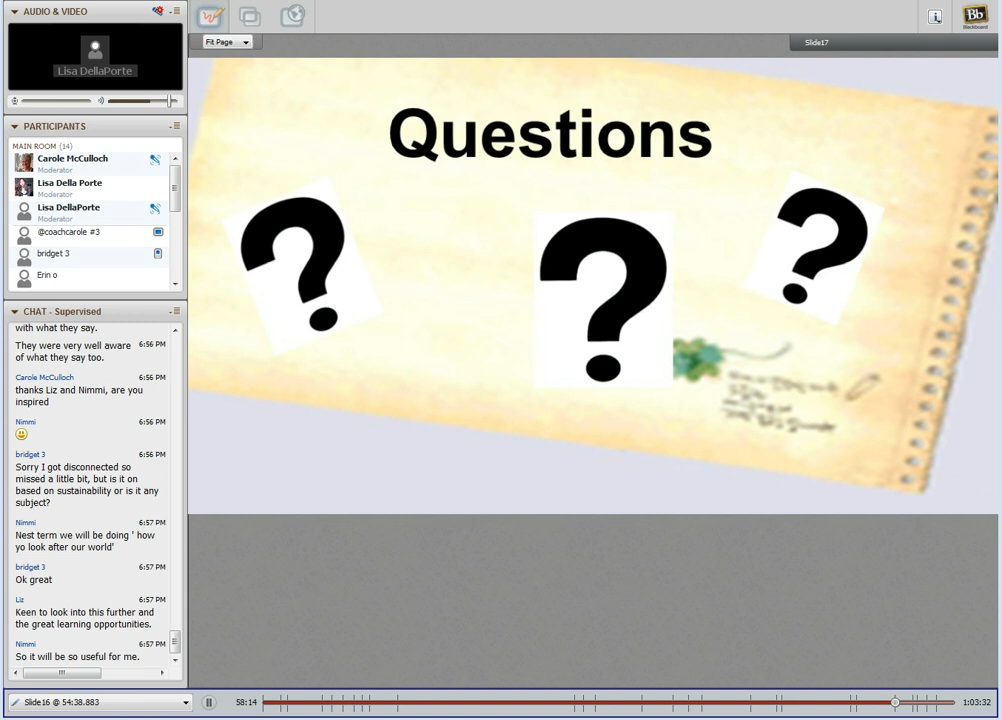 AUDIO & VIDEO
Lisa DellaPorte
PARTICIPANTS
MAIN ROOM (14)
Carole McCulloch
Moderator
Lisa Della Porte
Moderator
Lisa DellaPorte
Moderator
@coachcarole #3
bridget 3
Erin o
CHAT - Supervised
with what they say.
They were very well aware 6:56 PM
of what they say too.
Carole McCulloch 6:56 PM
thanks Liz and Nimmi, are you
inspired
Nimmi 6:56 PM
bridget 3 6:56 PM
Sorry I got disconnected so
missed a little bit, but is it on
based on sustainability or is it any
subject?
Nimmi 6:57 PM
Nest term we will be doing ' how
yo look after our world'
bridget 3 6:57 PM
Ok great
Liz 6:57 PM
Keen to look into this further and
the great learning opportunities.
Nimmi 6:57 PM
So it will be so useful for me.
Fit Page
Slide17
Bb
Blackboard
Questions
? ? ?
Slide16 @ 54:38.883
58:14
1:03:32